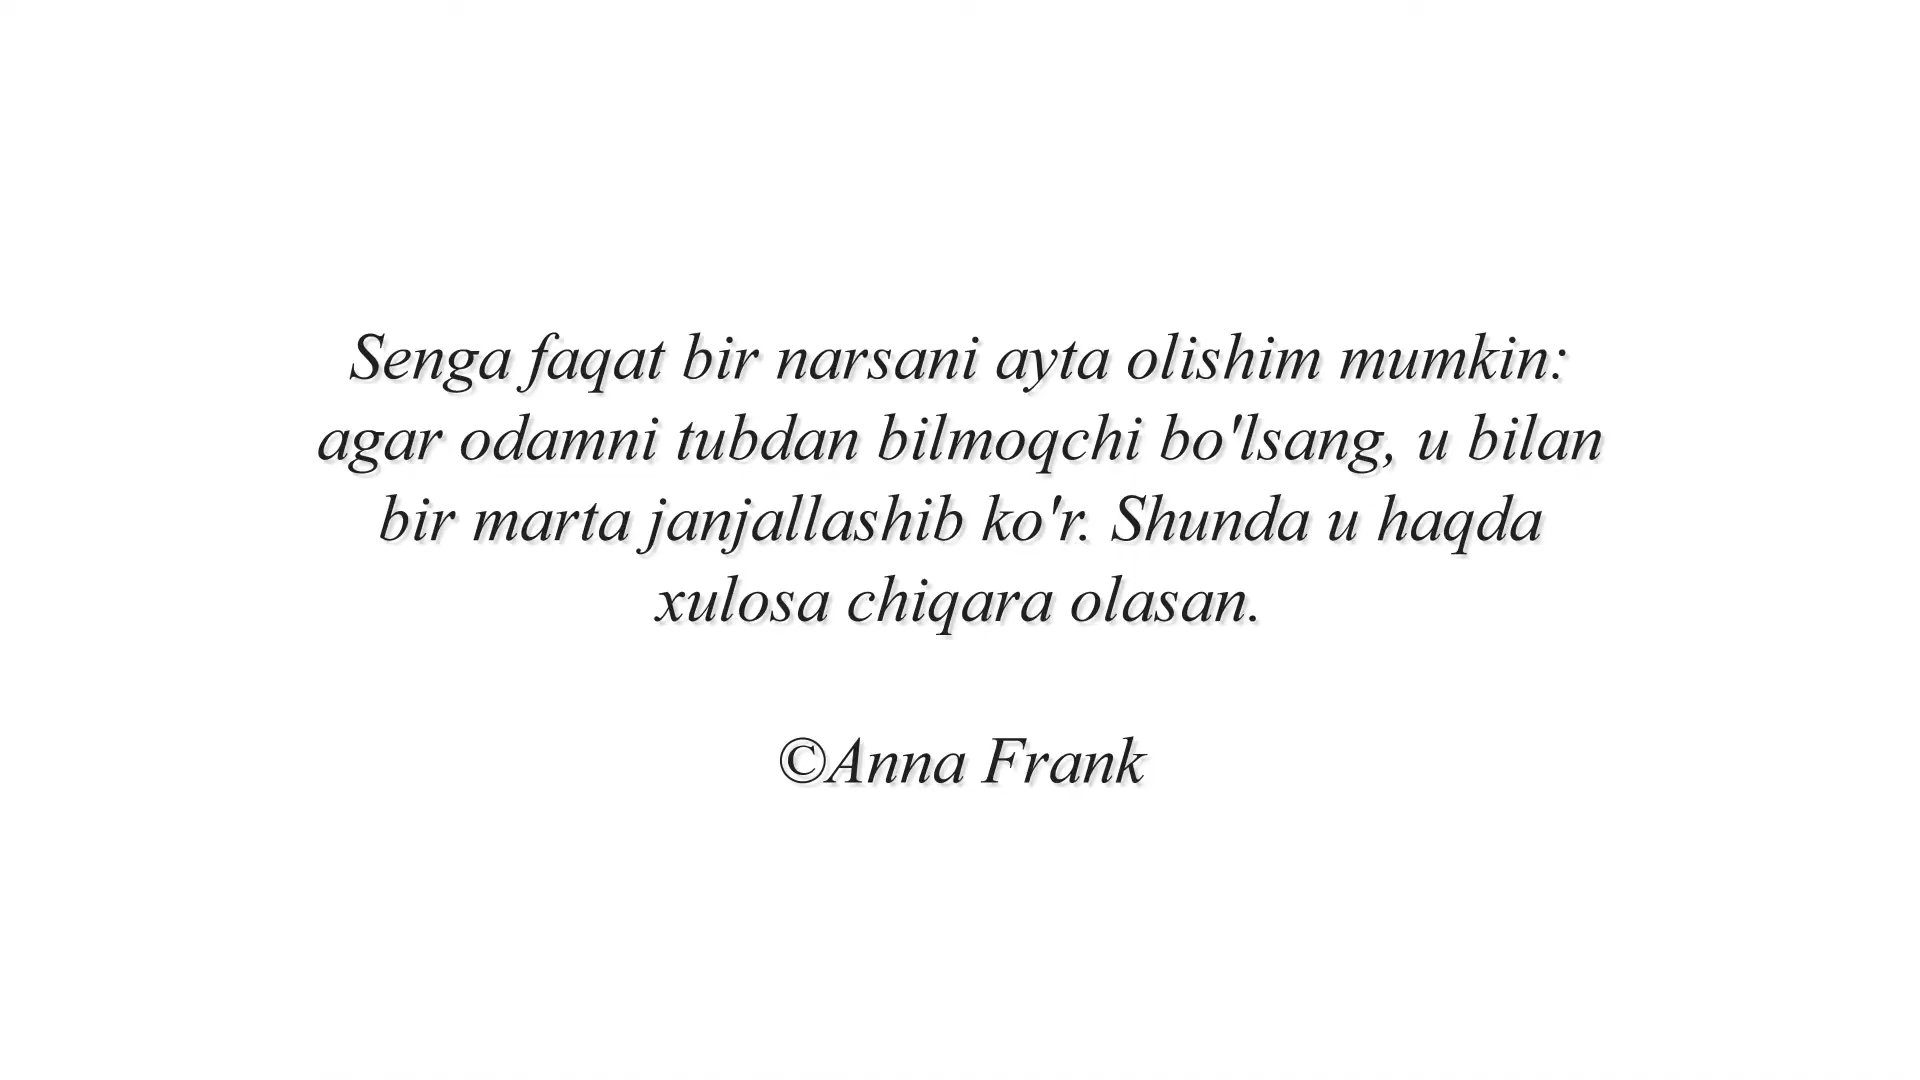 Senga faqat bir narsani ayta olishim mumkin:
agar odamni tubdan bilmoqchi bo'lsang, u bilan
bir marta janjallashib ko'r. Shunda u haqda
xulosa chiqara olasan.
©Anna Frank